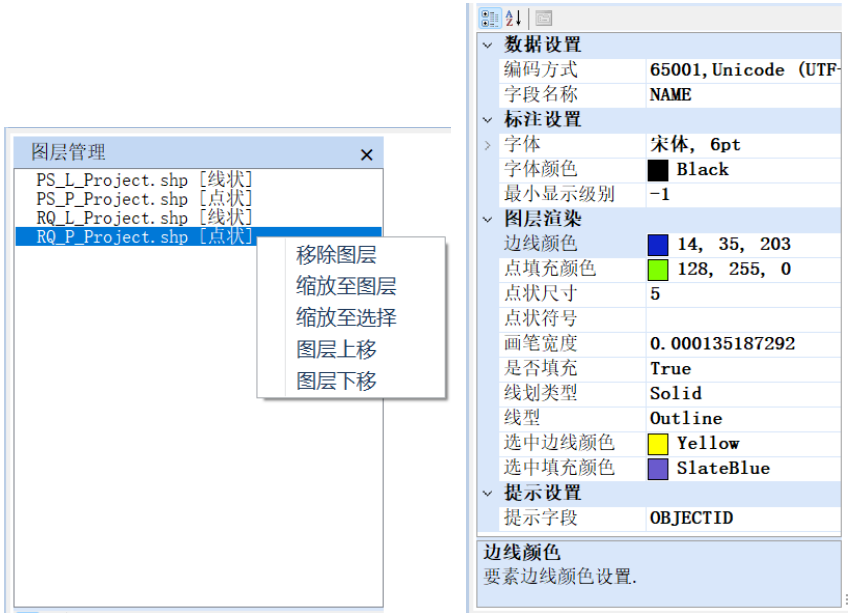 图层管理
PS_L_Project.shp [线状]
PS_P_Project.shp [点状]
RQ_L_Project.shp [线状]
RQ_P_Project.shp [点状]
移除图层
缩放至图层
缩放至选择
图层上移
图层下移
数据设置
编码方式 65001,Unicode (UTF-
字段名称 NAME
标注设置
字体 宋体, 6pt
字体颜色 Black
最小显示级别 -1
图层渲染
边线颜色 14, 35, 203
点填充颜色 128, 255, 0
点状尺寸 5
点状符号
画笔宽度 0.000135187292
是否填充 True
线划类型 Solid
线型 Outline
选中边线颜色 Yellow
选中填充颜色 SlateBlue
提示设置
提示字段 OBJECTID
边线颜色
要素边线颜色设置.